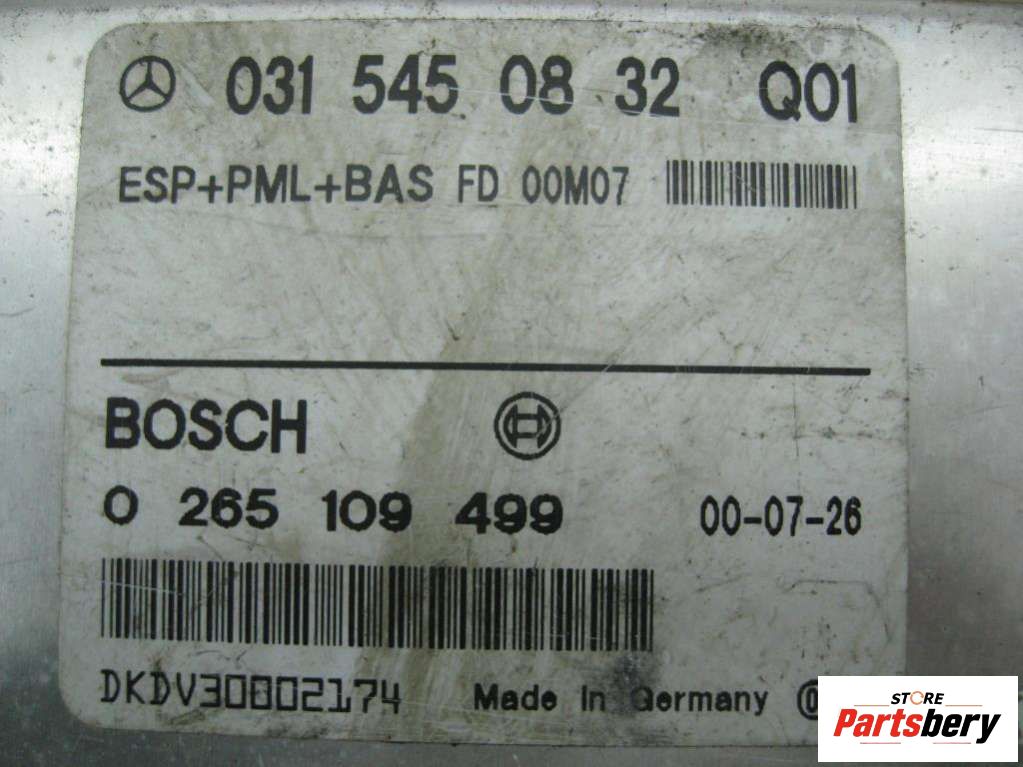 031 545 08 32 Q01
ESP+PML+BAS FD 00M07
BOSCH
0 265 109 499 00-07-26
DKDV30002174
Made In Germany
STORE
Partsbery